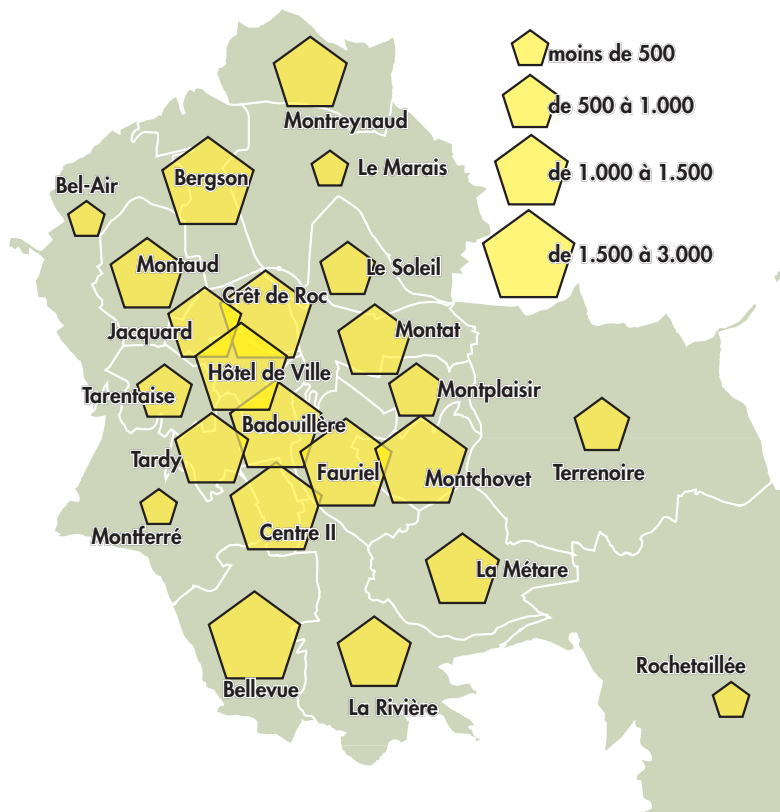 moins de 500
de 500 à 1.000
Montreynaud
Le Marais
de 1.000 à 1.500
Bergson
Bel-Air
de 1.500 à 3.000
Montaud
Le Soleil
Crêt de Roc
Jacquard
Montat
Hôtel de Ville
Tarentaise
Montplaisir
Badouillère
Tardy
Fauriel
Montchovet
Terrenoire
Montferré
Centre II
La Métare
Rochetaillée
Bellevue
La Rivière